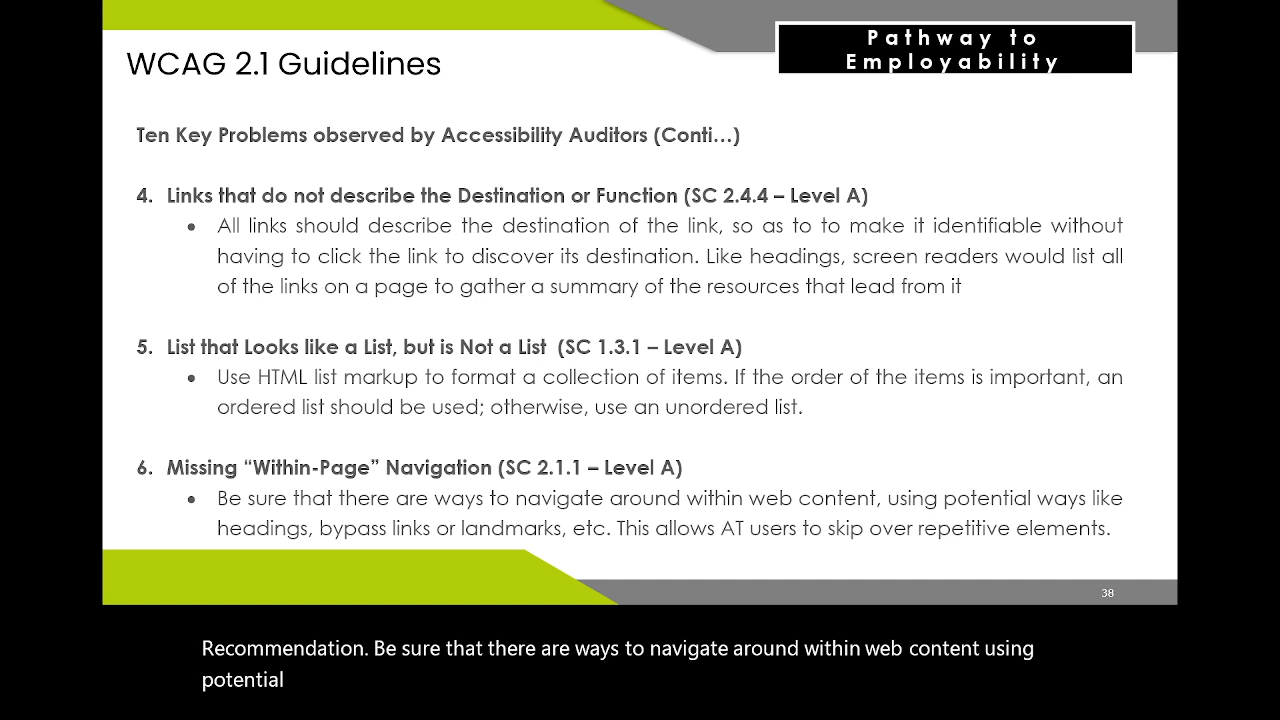 Pathway to
Employability
WCAG 2.1 Guidelines
Ten Key Problems observed by Accessibility Auditors (Conti...)
4. Links that do not describe the Destination or Function (SC 2.4.4 – Level A)
• All links should describe the destination of the link, so as to to make it identifiable without
having to click the link to discover its destination. Like headings, screen readers would list all
of the links on a page to gather a summary of the resources that lead from it
5. List that Looks like a List, but is Not a List (SC 1.3.1 – Level A)
• Use HTML list markup to format a collection of items. If the order of the items is important, an
ordered list should be used; otherwise, use an unordered list.
6. Missing “Within-Page” Navigation (SC 2.1.1 – Level A)
• Be sure that there are ways to navigate around within web content, using potential ways like
headings, bypass links or landmarks, etc. This allows AT users to skip over repetitive elements.
38
Recommendation. Be sure that there are ways to navigate around within web content using
potential